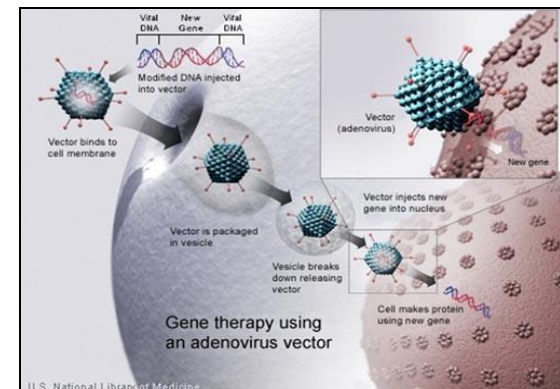 Viral
DNA
New
Gene
Viral
DNA
Modified DNA injected
into vector
Vector binds to
cell membrane
Vector
(adenovirus)
New gene
Vector injects new
gene into nucleus
Vector is packaged
in vesicle
Vesicle breaks
down releasing
vector
Cell makes protein
using new gene
Gene therapy using
an adenovirus vector
U.S. National Library of Medicine